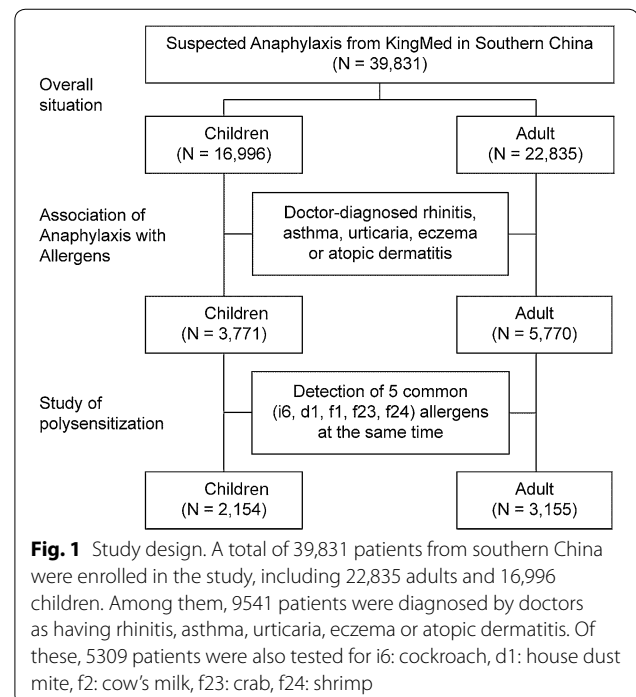 Suspected Anaphylaxis from KingMed in Southern China
(N = 39,831)
Overall
situation
Children
(N = 16,996)
Adult
(N = 22,835)
Association of
Anaphylaxis with
Allergens
Doctor-diagnosed rhinitis,
asthma, urticaria, eczema
or atopic dermatitis
Children
(N = 3,771)
Adult
(N = 5,770)
Study of
polysensitization
Detection of 5 common
(i6, d1, f1, f23, f24) allergens
at the same time
Children
(N = 2,154)
Adult
(N = 3,155)
Fig. 1 Study design. A total of 39,831 patients from southern China
were enrolled in the study, including 22,835 adults and 16,996
children. Among them, 9541 patients were diagnosed by doctors
as having rhinitis, asthma, urticaria, eczema or atopic dermatitis. Of
these, 5309 patients were also tested for i6: cockroach, d1: house dust
mite, f2: cow’s milk, f23: crab, f24: shrimp